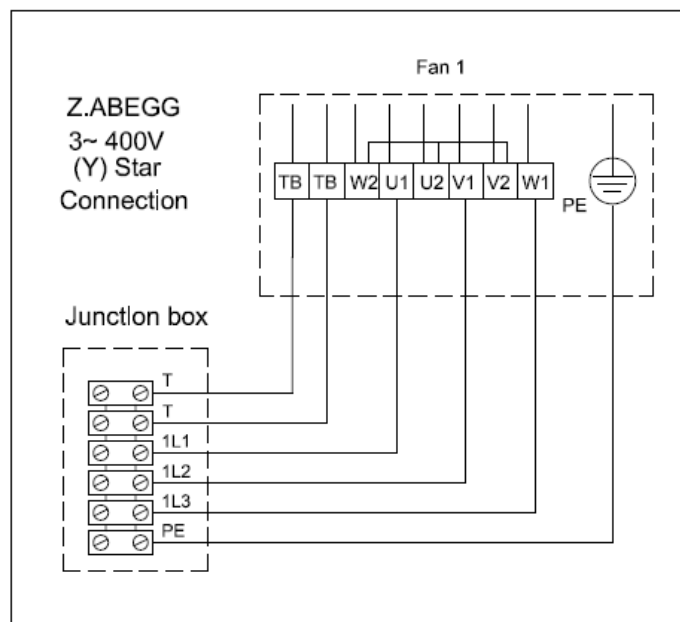 Fan 1
Z.ABEGG
3~ 400V
(Y) Star
Connection
TB TB W2 U1 U2 V1 V2 W1
PE
Junction box
T
T
1L1
1L2
1L3
PE